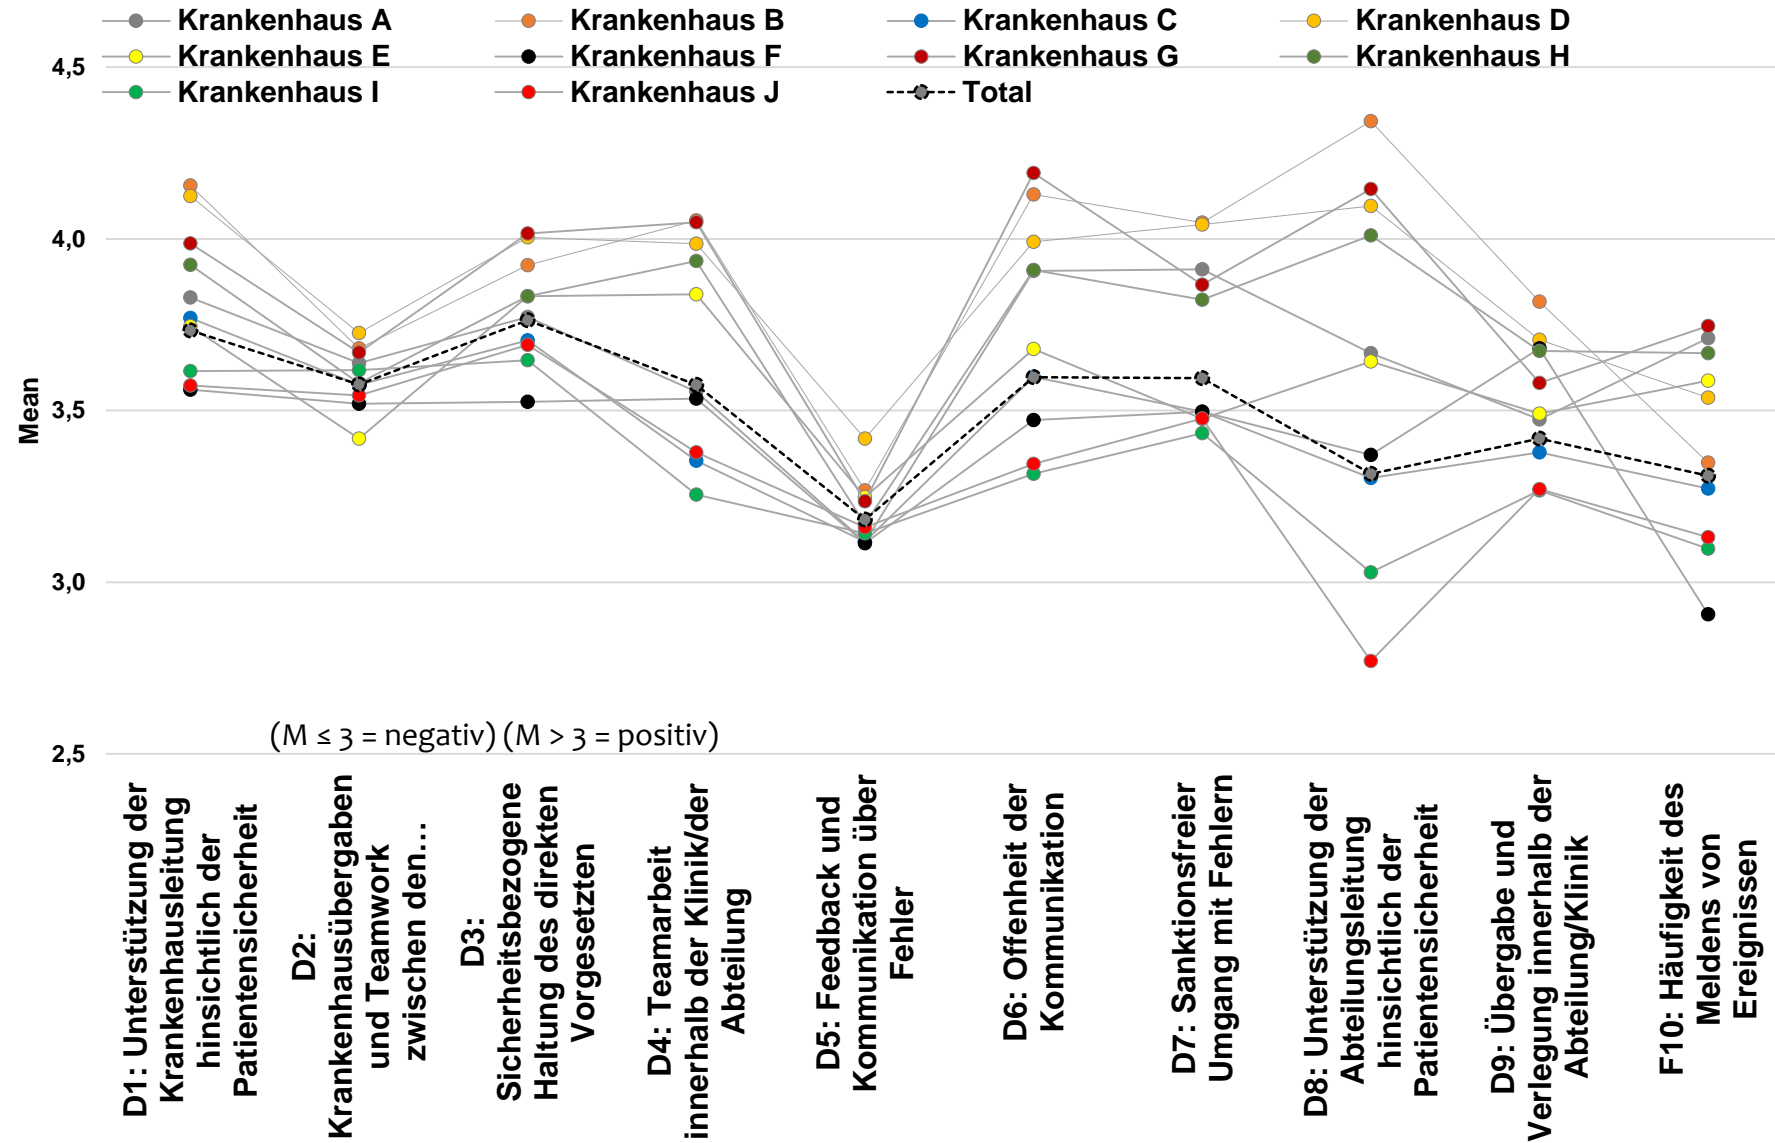 Krankenhaus A
Krankenhaus B
Krankenhaus C
Krankenhaus D
Krankenhaus E
Krankenhaus F
Krankenhaus G
Krankenhaus H
Krankenhaus I
Krankenhaus J
Total
4,5
4,0
3,5
3,0
2,5
Mean
(M ≤ 3 = negativ) (M > 3 = positiv)
D1: Unterstützung der
Krankenhausleitung
hinsichtlich der
Patientensicherheit
D2:
Krankenhausübergaben
und Teamwork
zwischen den…
D3:
Sicherheitsbezogene
Haltung des direkten
Vorgesetzten
D4: Teamarbeit
innerhalb der Klinik/der
Abteilung
D5: Feedback und
Kommunikation über
Fehler
D6: Offenheit der
Kommunikation
D7: Sanktionsfreier
Umgang mit Fehlern
D8: Unterstützung der
Abteilungsleitung
hinsichtlich der
Patientensicherheit
D9: Übergabe und
Verlegung innerhalb der
Abteilung/Klinik
F10: Häufigkeit des
Meldens von
Ereignissen